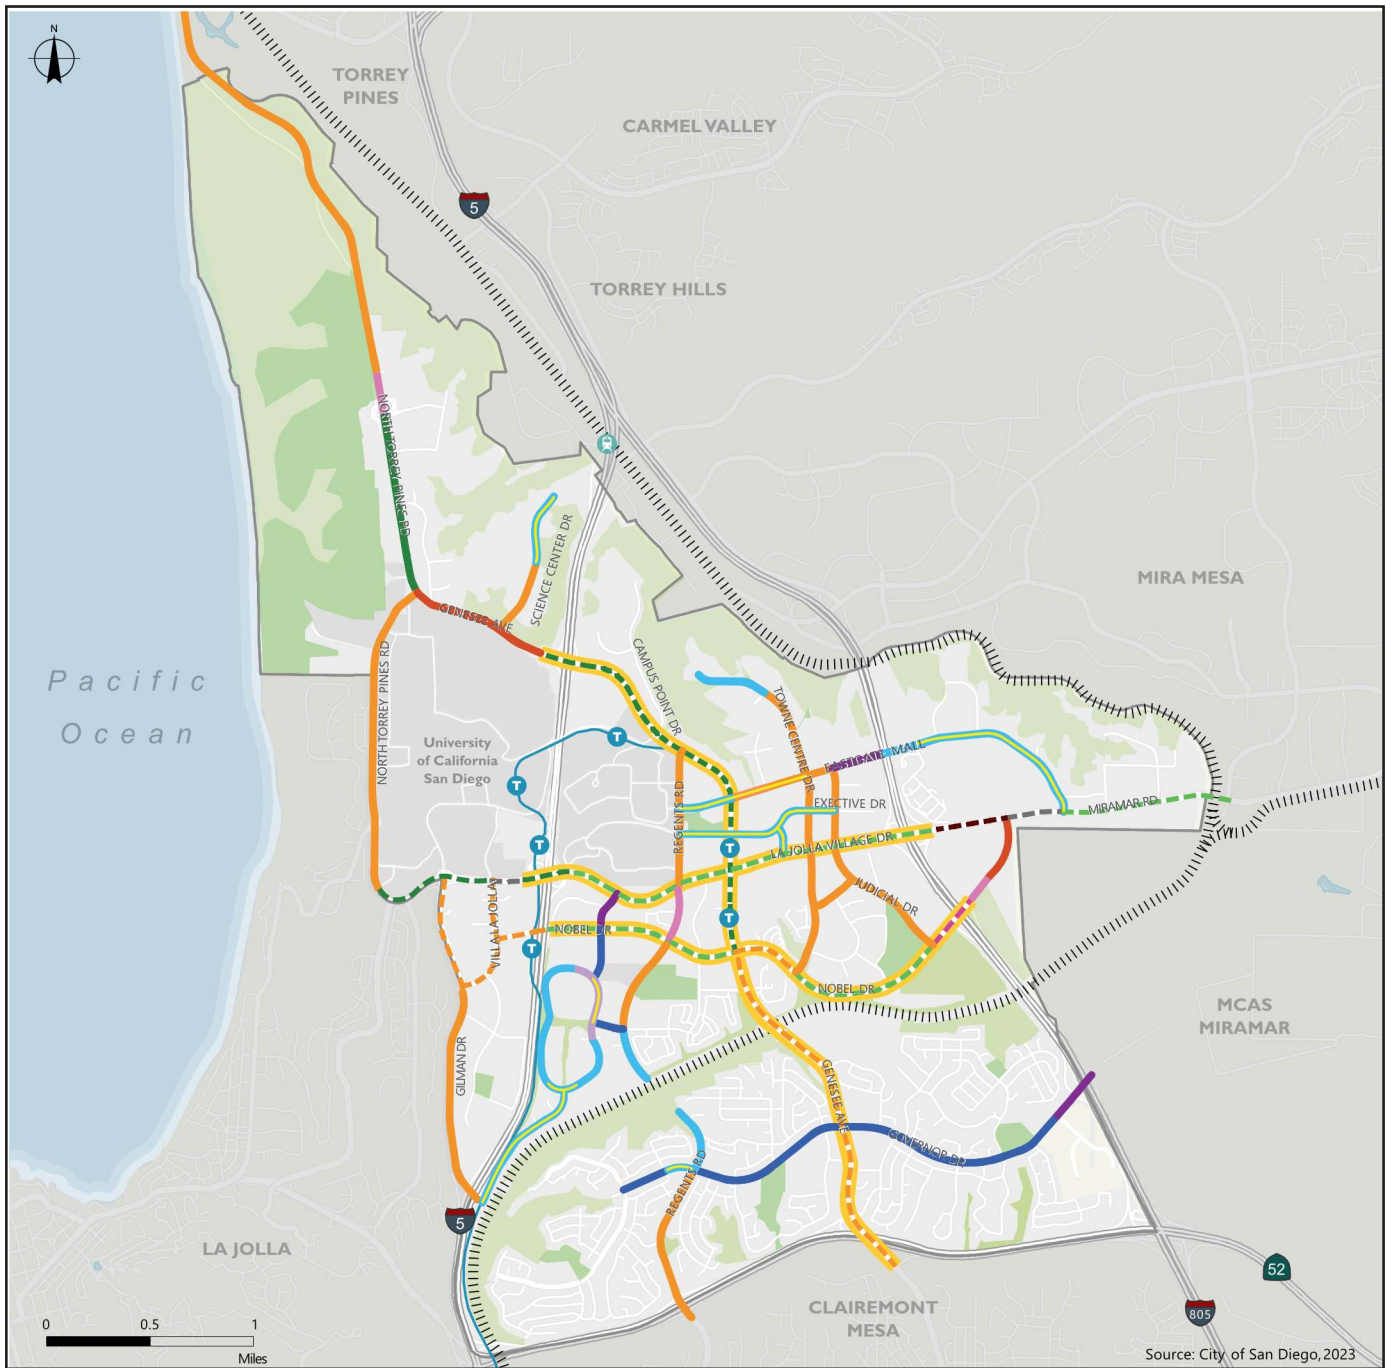 N
TORREY
PINES
CARMEL VALLEY
5
TORREY HILLS
NORTH TORREY PINES RD
SCIENCE CENTER DR
MIRA MESA
GENESEE AVE
Pacific
Ocean
NORTH TORREY PINES RD
CAMPUS POINT DR
TOWNE CENTRE DR
University
of California
San Diego
T
T
EASTGATE MALL
REGENTS RD
EXECTIVE DR
MIRAMAR RD
T
T
LA JOLLA VILLAGE DR
VILLA LA JOLLA
JUDICIAL DR
NOBEL DR
T
T
NOBEL DR
MCAS
MIRAMAR
GILMAN DR
GENESEE AVE
GOVERNOR DR
REGENTS RD
5
LA JOLLA
52
CLAIREMONT
MESA
805
0 0.5 1
Miles
Source: City of San Diego, 2023